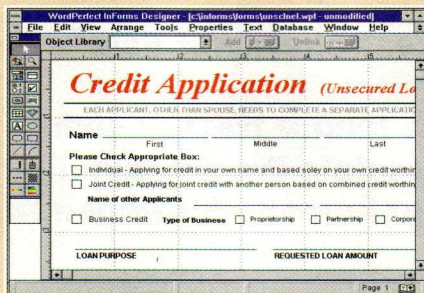 WordPerfect InForms Designer - [c:\informs\forms\unsclnel.wpt - unmodified]
File Edit View Arrange Tools Properties Text Database Window Help
Object Library Add Unlink
Credit Application (Unsecured Lo
EACH APPLICANT, OTHER THAN SPOUSE, NEEDS TO COMPLETE A SEPARATE APPLICATIO
Name
First Middle Last
Please Check Appropriate Box:
Individual - Applying for credit in your own name and based soley on your own credit worthin
Joint Credit - Applying for joint credit with another person based on combined credit worthin
Name of other Applicants
Business Credit Type of Business Proprietorship Partnership Corpora
LOAN PURPOSE REQUESTED LOAN AMOUNT
Page 1